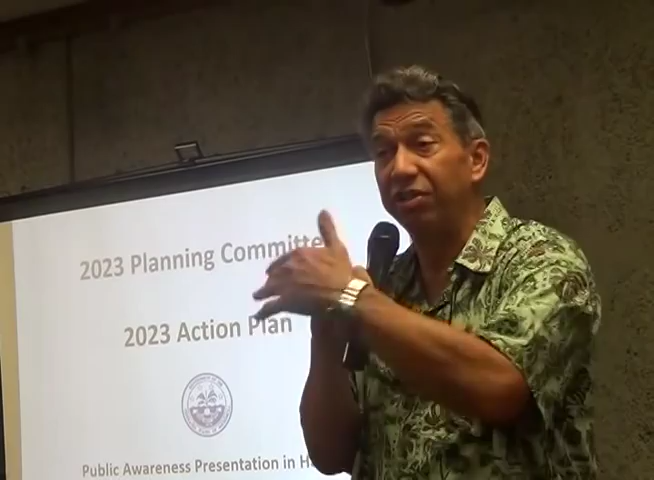 2023 Planning Committe
2023 Action Plan
Public Awareness Presentation in H